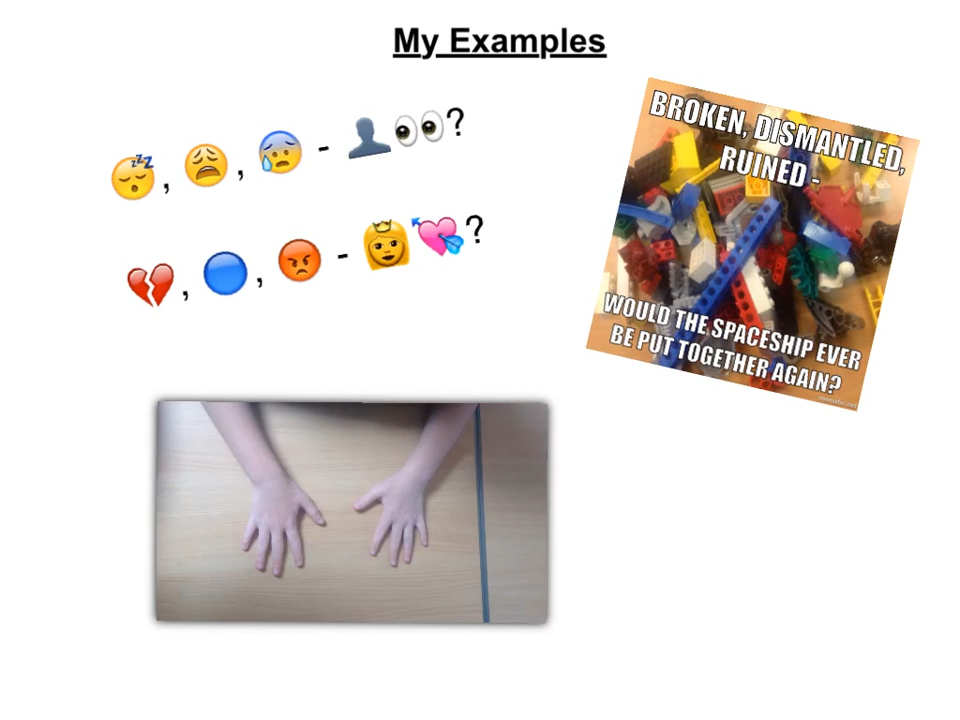 My Examples
😴, 😩, 😰 - 👤👀?
💔, 🔵, 😡 - 👸💘?
BROKEN, DISMANTLED,
RUINED -
WOULD THE SPACESHIP EVER
BE PUT TOGETHER AGAIN?